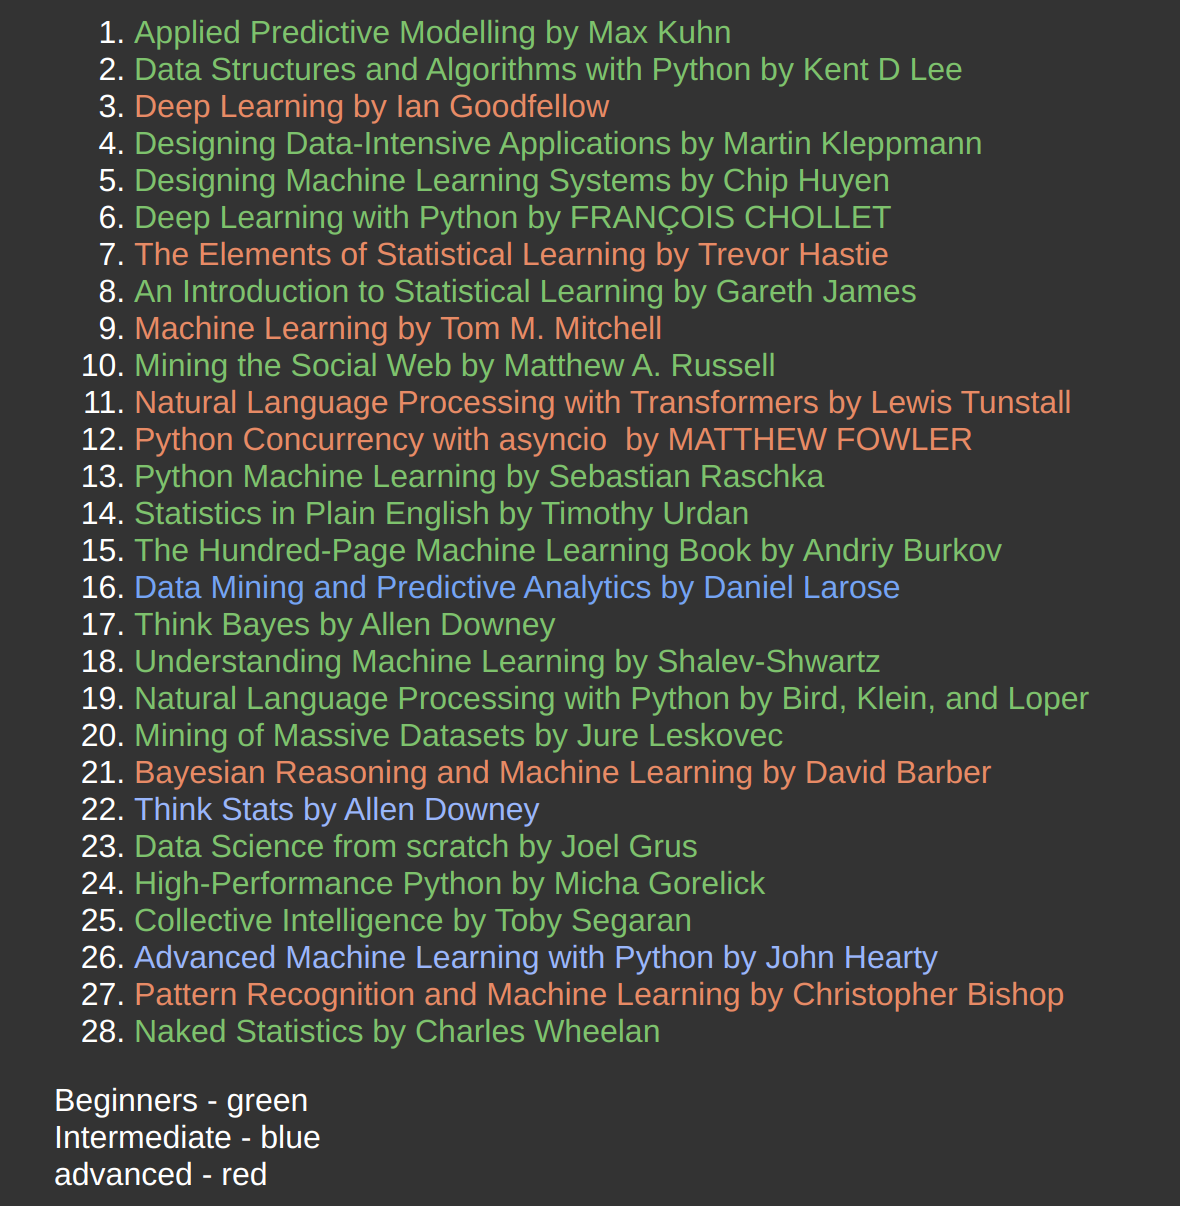 1. Applied Predictive Modelling by Max Kuhn
2. Data Structures and Algorithms with Python by Kent D Lee
3. Deep Learning by Ian Goodfellow
4. Designing Data-Intensive Applications by Martin Kleppmann
5. Designing Machine Learning Systems by Chip Huyen
6. Deep Learning with Python by FRANÇOIS CHOLLET
7. The Elements of Statistical Learning by Trevor Hastie
8. An Introduction to Statistical Learning by Gareth James
9. Machine Learning by Tom M. Mitchell
10. Mining the Social Web by Matthew A. Russell
11. Natural Language Processing with Transformers by Lewis Tunstall
12. Python Concurrency with asyncio  by MATTHEW FOWLER
13. Python Machine Learning by Sebastian Raschka
14. Statistics in Plain English by Timothy Urdan
15. The Hundred-Page Machine Learning Book by Andriy Burkov
16. Data Mining and Predictive Analytics by Daniel Larose
17. Think Bayes by Allen Downey
18. Understanding Machine Learning by Shalev-Shwartz
19. Natural Language Processing with Python by Bird, Klein, and Loper
20. Mining of Massive Datasets by Jure Leskovec
21. Bayesian Reasoning and Machine Learning by David Barber
22. Think Stats by Allen Downey
23. Data Science from scratch by Joel Grus
24. High-Performance Python by Micha Gorelick
25. Collective Intelligence by Toby Segaran
26. Advanced Machine Learning with Python by John Hearty
27. Pattern Recognition and Machine Learning by Christopher Bishop
28. Naked Statistics by Charles Wheelan
Beginners - green
Intermediate - blue
advanced - red